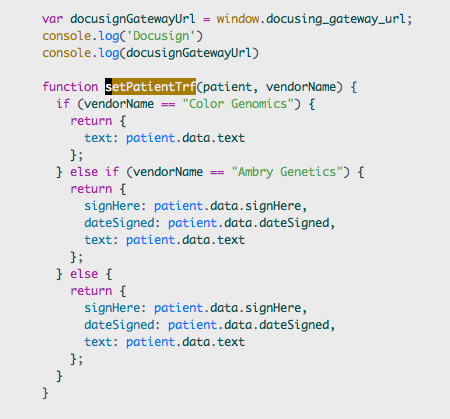 var docusignGatewayUrl = window.docusing_gateway_url;
console.log('Docusign')
console.log(docusignGatewayUrl)
function setPatientTrf(patient, vendorName) {
if (vendorName == "Color Genomics") {
return {
text: patient.data.text
};
} else if (vendorName == "Ambry Genetics") {
return {
signHere: patient.data.signHere,
dateSigned: patient.data.dateSigned,
text: patient.data.text
};
} else {
return {
signHere: patient.data.signHere,
dateSigned: patient.data.dateSigned,
text: patient.data.text
};
}
}